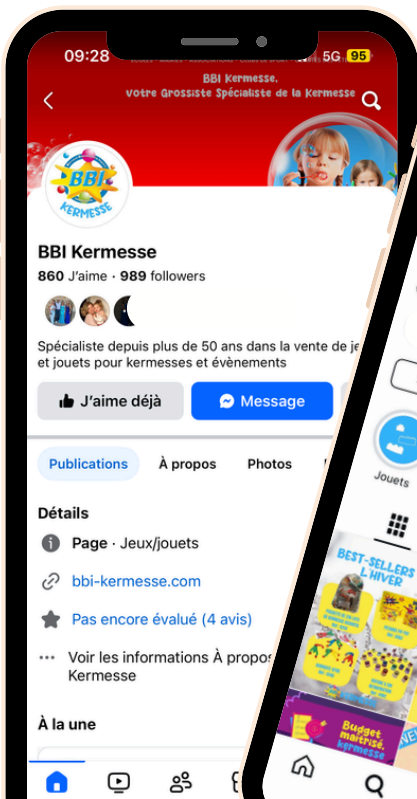 09:28
5G 95
BBI Kermesse,
votre Grossiste Spécialiste de la Kermesse
BBI
KERMESSE
BBI Kermesse
860 J'aime · 989 followers
Spécialiste depuis plus de 50 ans dans la vente de je
et jouets pour kermesses et évènements
J'aime déjà
Message
Publications
À propos
Photos
Détails
Page · Jeux/jouets
bbi-kermesse.com
Pas encore évalué (4 avis)
Voir les informations À propos
Kermesse
À la une
Jouets
BEST-SELLERS
L'HIVER
Budget
maîtrisé,
kermesse